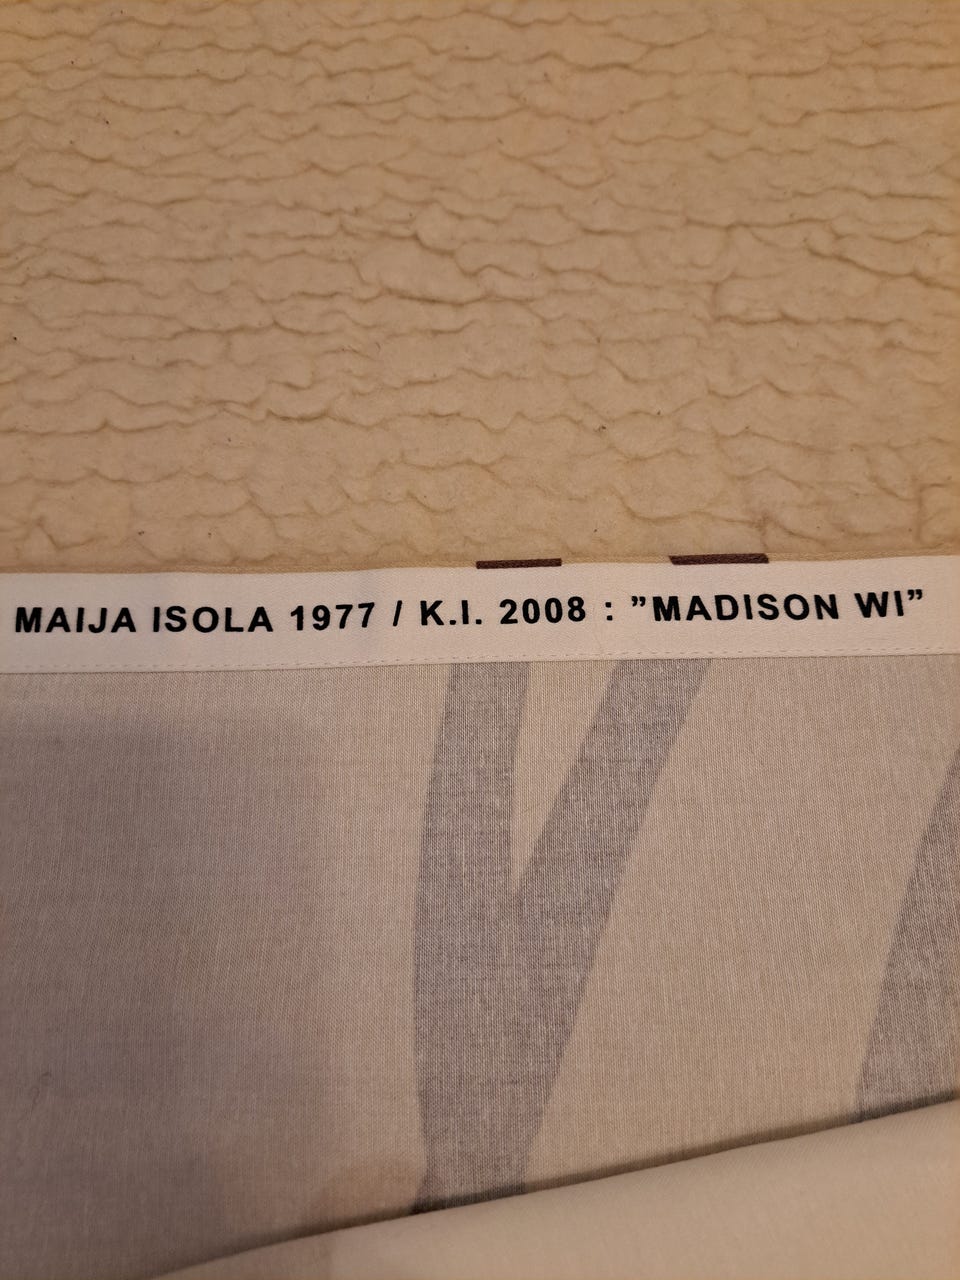 MAIJA ISOLA 1977 / K.I. 2008 : ”MADISON WI”